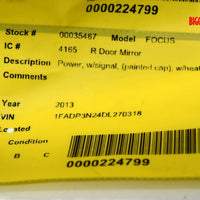 0000224799
BIGG
Stock # 00035467 Model FOCUS
IC # 4165 R Door Mirror
Description Power, w/signal, (painted cap), w/heat
Comments
Year 2013
VIN 1FADP3N24DL270318
Located
Condition
B C
0000224799